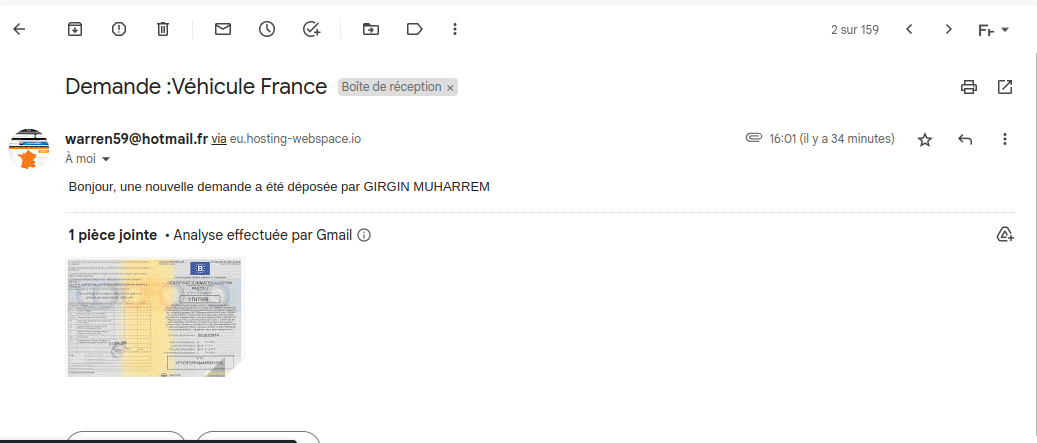 2 sur 159
Fr
Demande :Véhicule France
Boîte de réception ×
warren59@hotmail.fr via eu.hosting-webspace.io
16:01 (il y a 34 minutes)
À moi
Bonjour, une nouvelle demande a été déposée par GIRGIN MUHARREM
1 pièce jointe • Analyse effectuée par Gmail
B
CERTIFICAT D'IMMATRICULATION